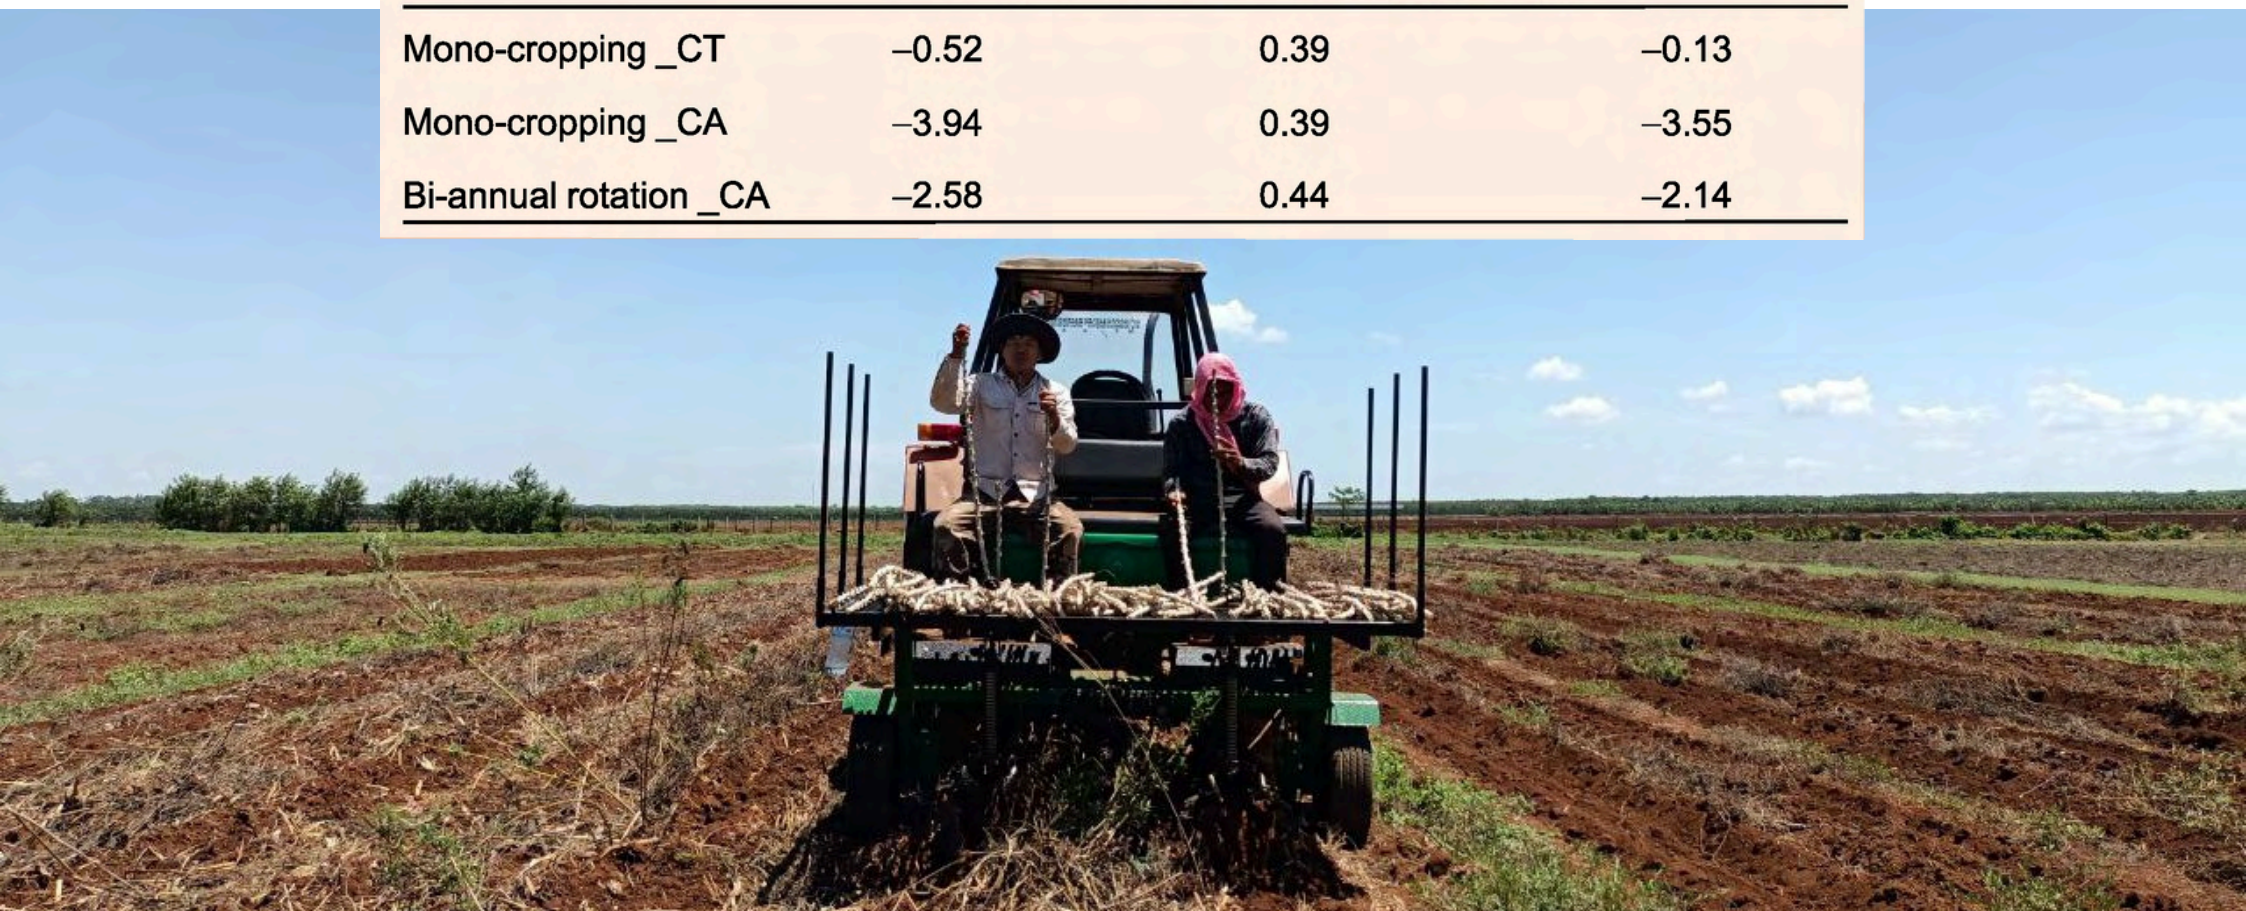 Mono-cropping _CT –0.52 0.39 –0.13
Mono-cropping _CA –3.94 0.39 –3.55
Bi-annual rotation _CA –2.58 0.44 –2.14